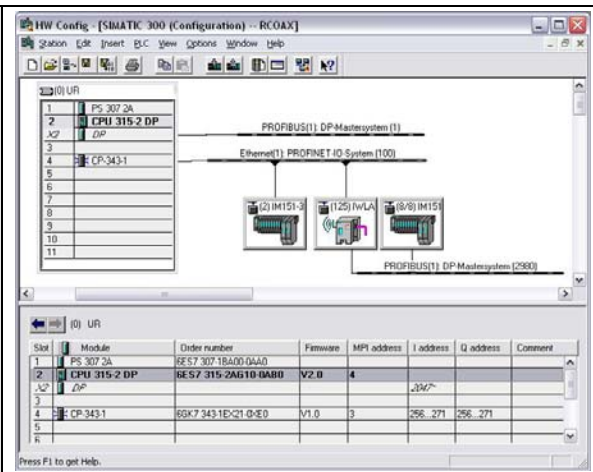 HW Config - [SIMATIC 300 (Configuration) -- RCOAX]
Station Edit Insert PLC View Options Window Help
(0) UR
1 PS 307 2A
2 CPU 315-2 DP
X2 DP
3
4 CP-343-1
5
6
7
8
9
10
11
PROFIBUS(1): DP-Mastersystem (1)
Ethernet(1): PROFINET-IO-System (100)
(2) IM151-3
(125) IWLA
(8/8) IM151
PROFIBUS(1): DP-Mastersystem (2980)
(0) UR
Slot Module Order number Firmware MPI address I address Q address Comment
1 PS 307 2A 6ES7 307-1BA00-0AA0
2 CPU 315-2 DP 6ES7 315-2AG10-0AB0 V2.0 4
X2 DP 2047*
3
4 CP-343-1 6GK7 343-1EX21-0XE0 V1.0 3 256...271 256...271
5
6
Press F1 to get Help.